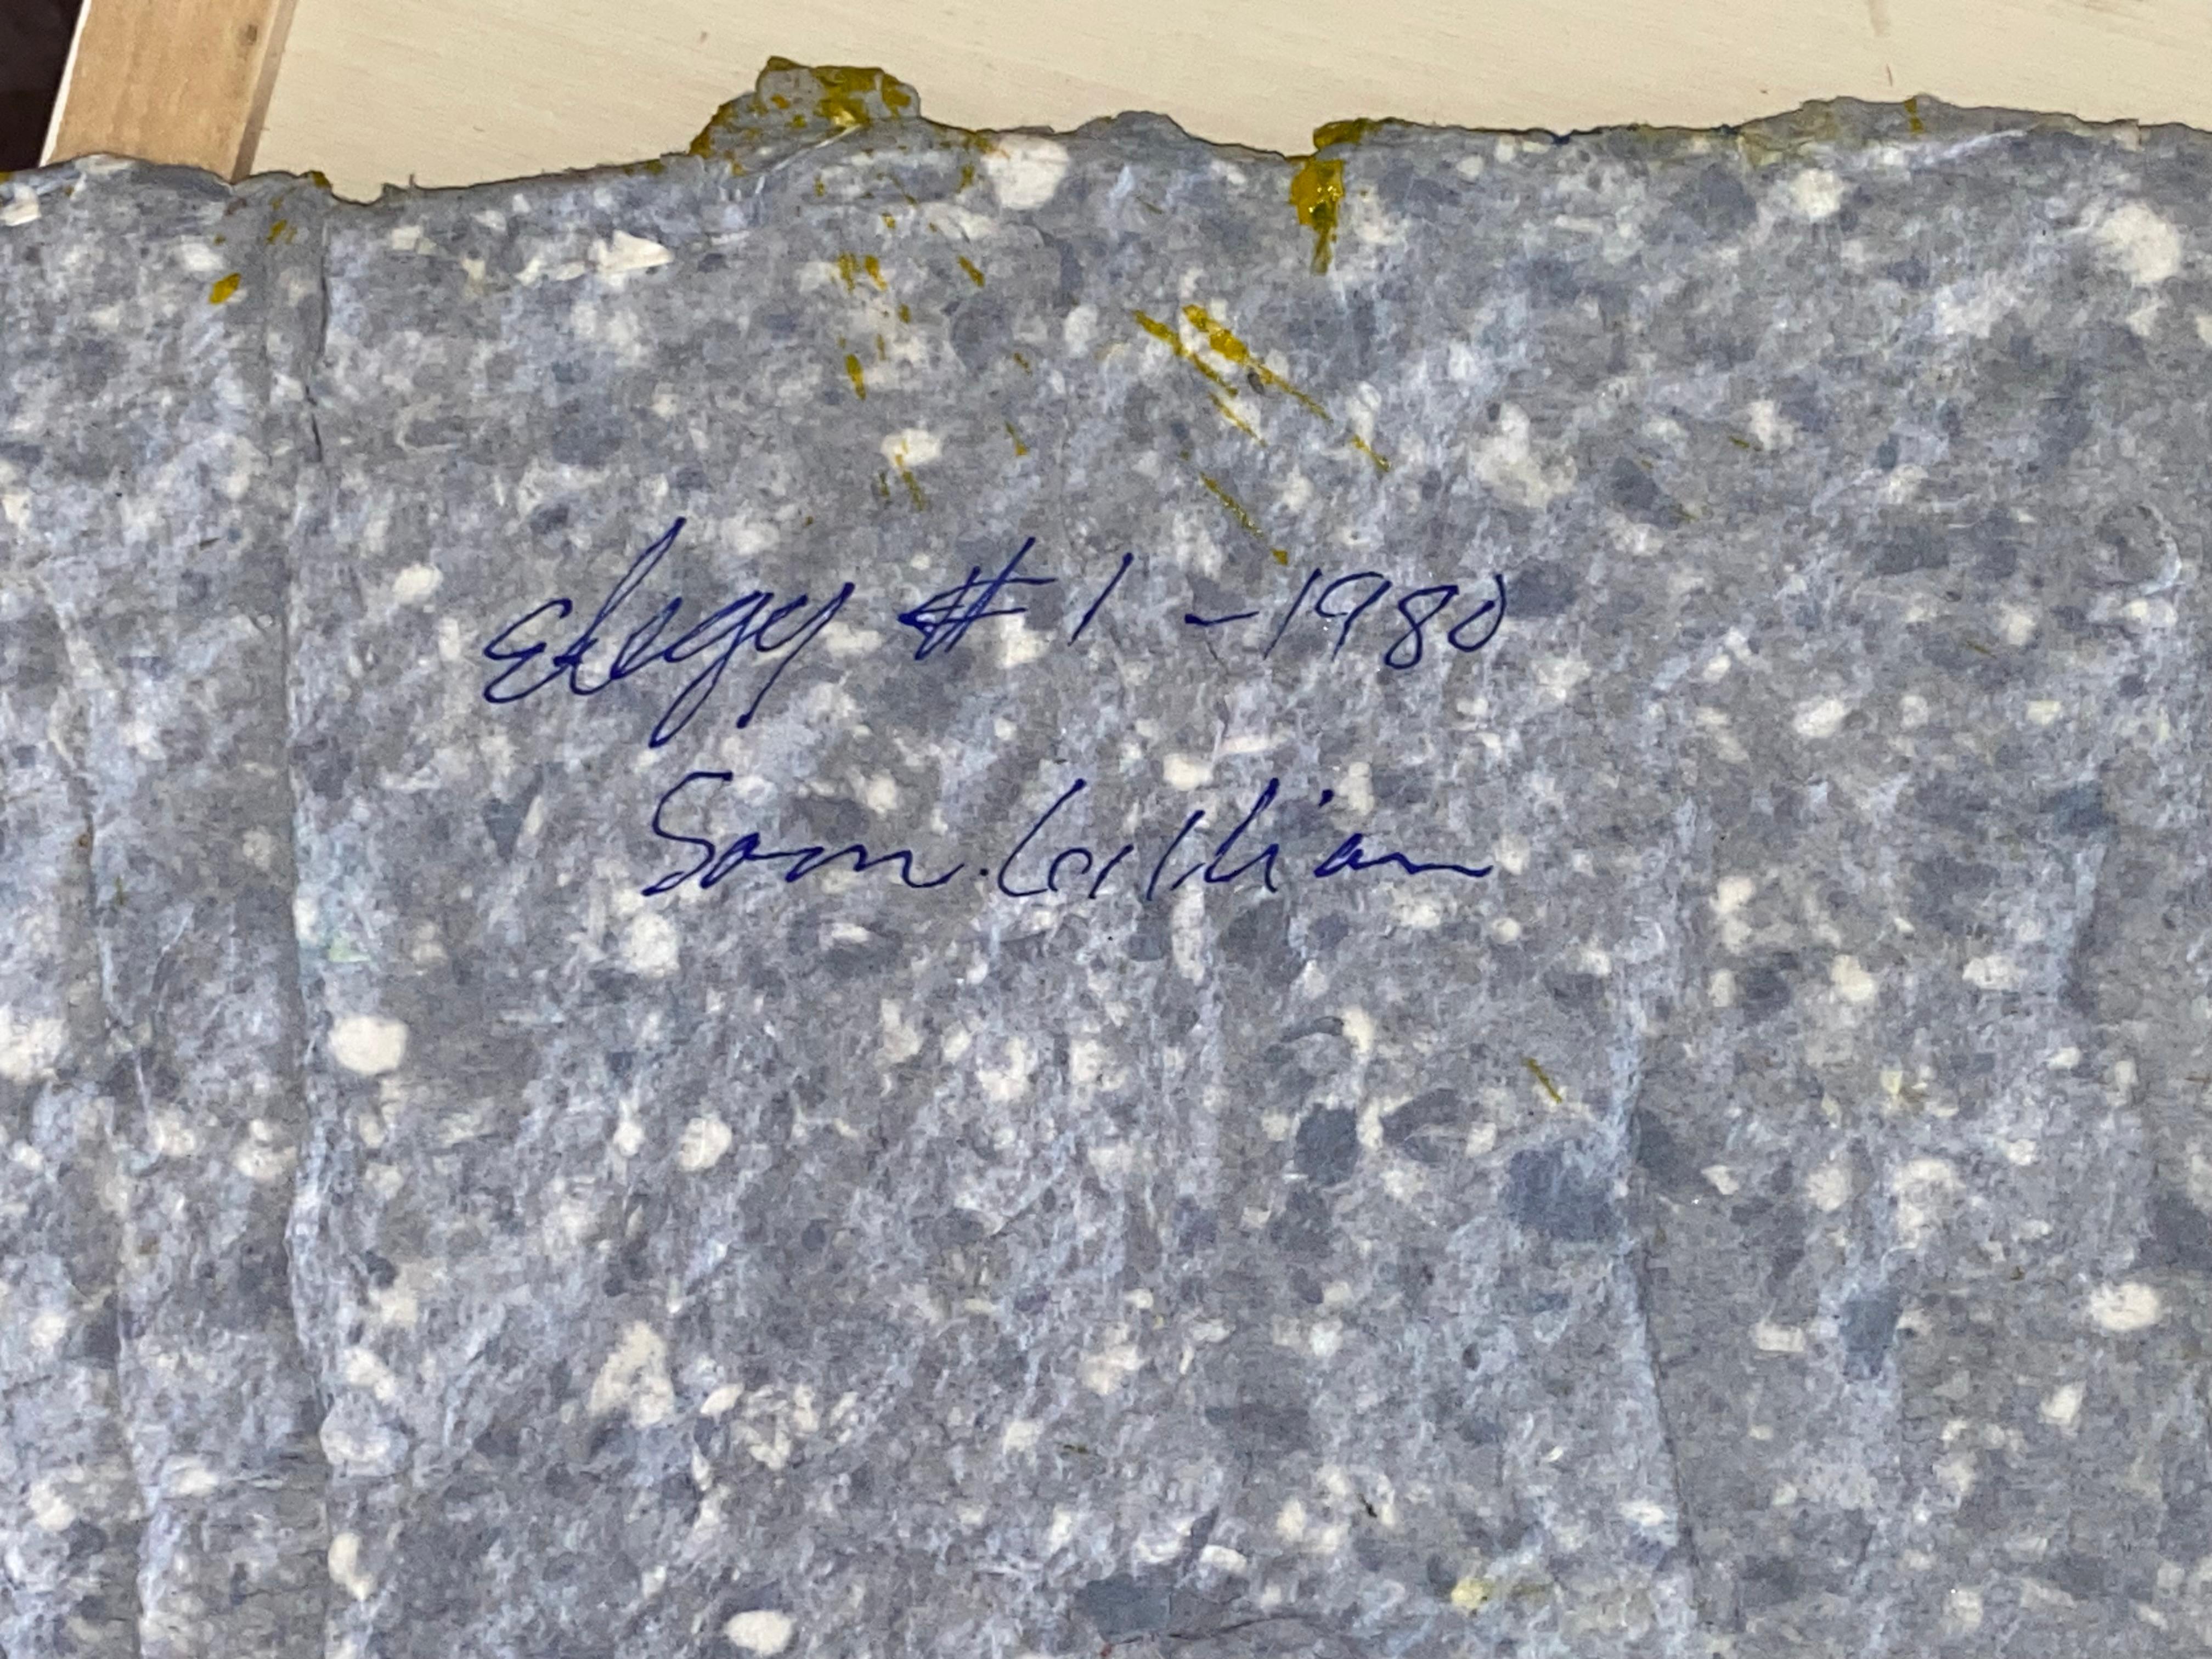 Elegy # 1 - 1980
Sam Gilliam